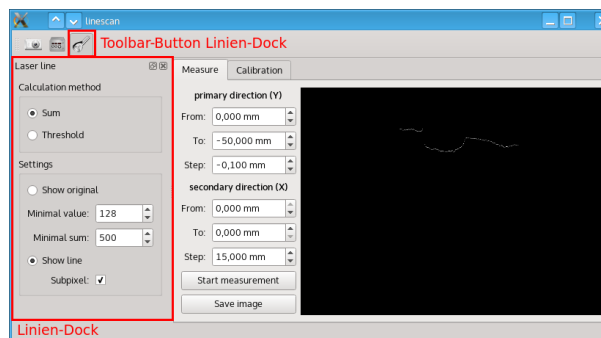 linescan
Toolbar-Button Linien-Dock
Laser line
Calculation method
Sum
Threshold
Settings
Show original
Minimal value: 128
Minimal sum: 500
Show line
Subpixel:
Linien-Dock
Measure Calibration
primary direction (Y)
From: 0,000 mm
To: -50,000 mm
Step: -0,100 mm
secondary direction (X)
From: 0,000 mm
To: 0,000 mm
Step: 15,000 mm
Start measurement
Save image